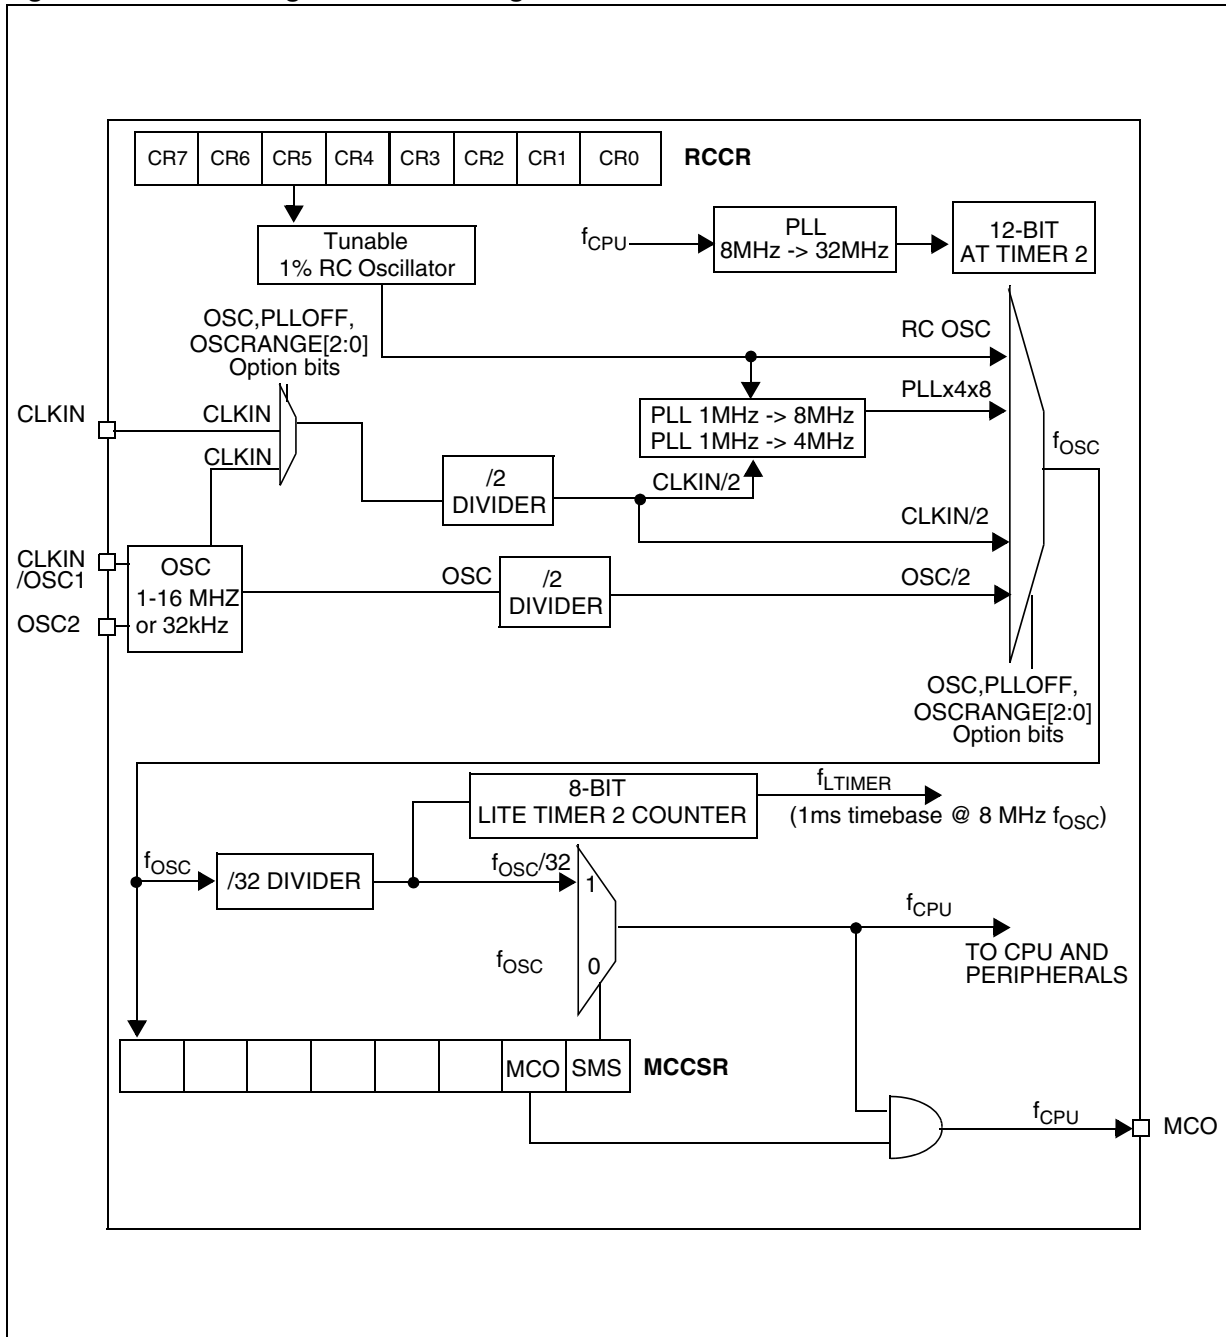 CR7 CR6 CR5 CR4 CR3 CR2 CR1 CR0 RCCR
Tunable
1% RC Oscillator
fCPU
PLL
8MHz -> 32MHz
12-BIT
AT TIMER 2
OSC,PLLOFF,
OSCRANGE[2:0]
Option bits
RC OSC
CLKIN
CLKIN
CLKIN
PLL 1MHz -> 8MHz
PLL 1MHz -> 4MHz
PLLx4x8
fOSC
/2
DIVIDER
CLKIN/2
CLKIN/2
CLKIN
/OSC1
OSC2
OSC
1-16 MHZ
or 32kHz
OSC
/2
DIVIDER
OSC/2
OSC,PLLOFF,
OSCRANGE[2:0]
Option bits
8-BIT
LITE TIMER 2 COUNTER
fLTIMER
(1ms timebase @ 8 MHz fOSC)
fOSC
/32 DIVIDER
fOSC/32
1
fOSC
0
fCPU
TO CPU AND
PERIPHERALS
MCO SMS MCCSR
fCPU
MCO